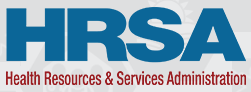 HRSA
Health Resources & Services Administration